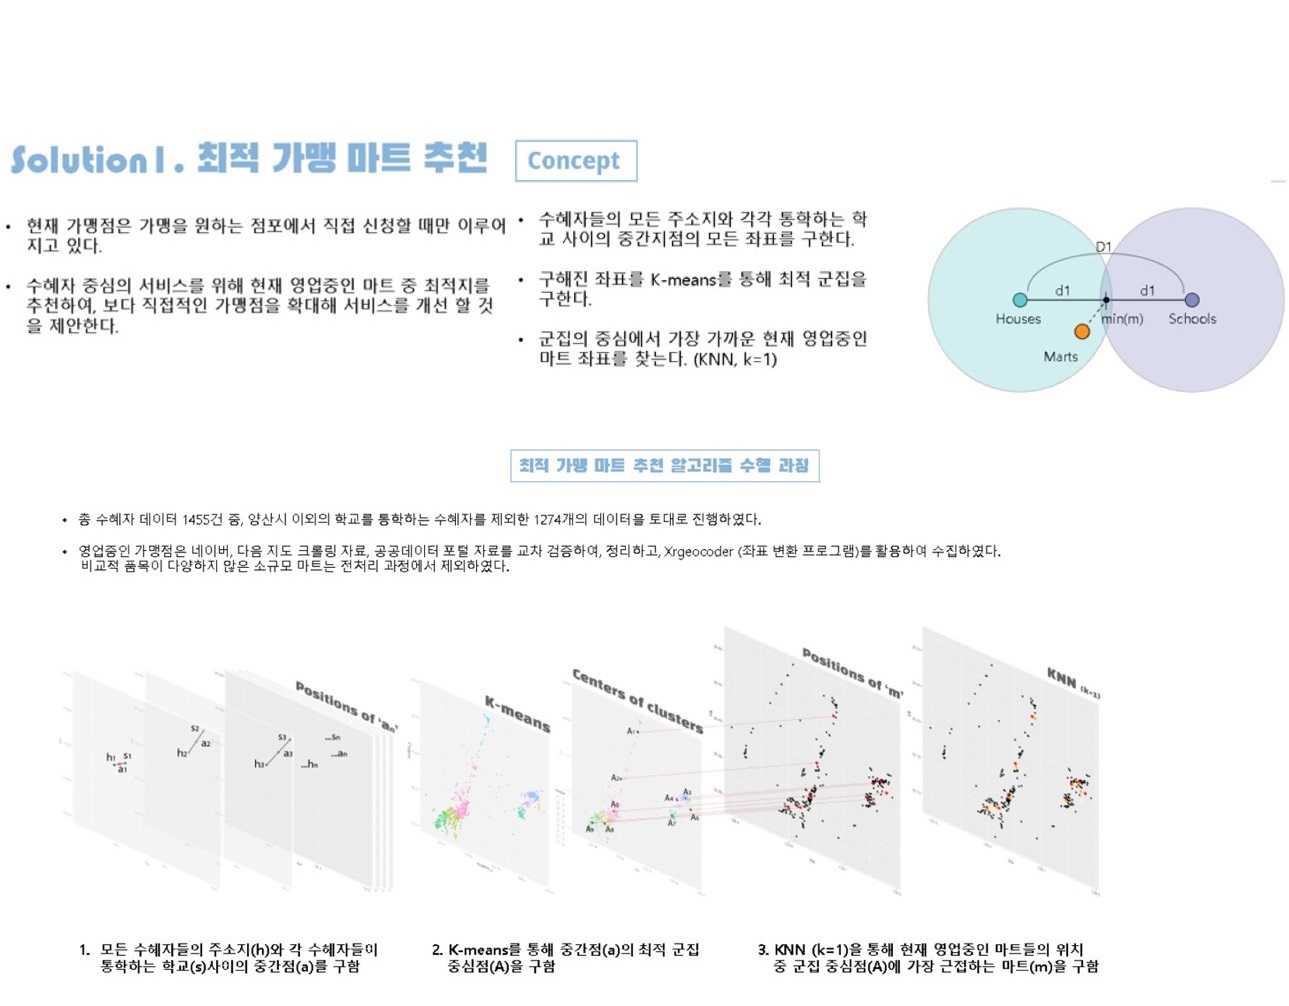 Solution1. 최적 가맹 마트 추천
Concept
• 현재 가맹점은 가맹을 원하는 점포에서 직접 신청할 때만 이루어
지고 있다.
• 수혜자 중심의 서비스를 위해 현재 영업중인 마트 중 최적지를
추천하여, 보다 직접적인 가맹점을 확대해 서비스를 개선 할 것
을 제안한다.
• 수혜자들의 모든 주소지와 각각 통학하는 학
교 사이의 중간지점의 모든 좌표를 구한다.
• 구해진 좌표를 K-means를 통해 최적 군집을
구한다.
• 군집의 중심에서 가장 가까운 현재 영업중인
마트 좌표를 찾는다. (KNN, k=1)
D1
d1
d1
Houses
min(m)
Schools
Marts
최적 가맹 마트 추천 알고리즘 수행 과정
• 총 수혜자 데이터 1455건 중, 양산시 이외의 학교를 통학하는 수혜자를 제외한 1274개의 데이터을 토대로 진행하였다.
• 영업중인 가맹점은 네이버, 다음 지도 크롤링 자료, 공공데이터 포털 자료를 교차 검증하여, 정리하고, Xrgeocoder (좌표 변환 프로그램)를 활용하여 수집하였다.
비교적 품목이 다양하지 않은 소규모 마트는 전처리 과정에서 제외하였다.
Positions of 'an'
h1 s1
a1
s2
h2 a2
s3
h3 a3
...sn
...hn ...an
K-means
Centers of clusters
A1
A2
A3
A4
A7
Positions of 'm'
KNN (k=1)
1. 모든 수혜자들의 주소지(h)와 각 수혜자들이
통학하는 학교(s)사이의 중간점(a)를 구함
2. K-means를 통해 중간점(a)의 최적 군집
중심점(A)을 구함
3. KNN (k=1)을 통해 현재 영업중인 마트들의 위치
중 군집 중심점(A)에 가장 근접하는 마트(m)을 구함